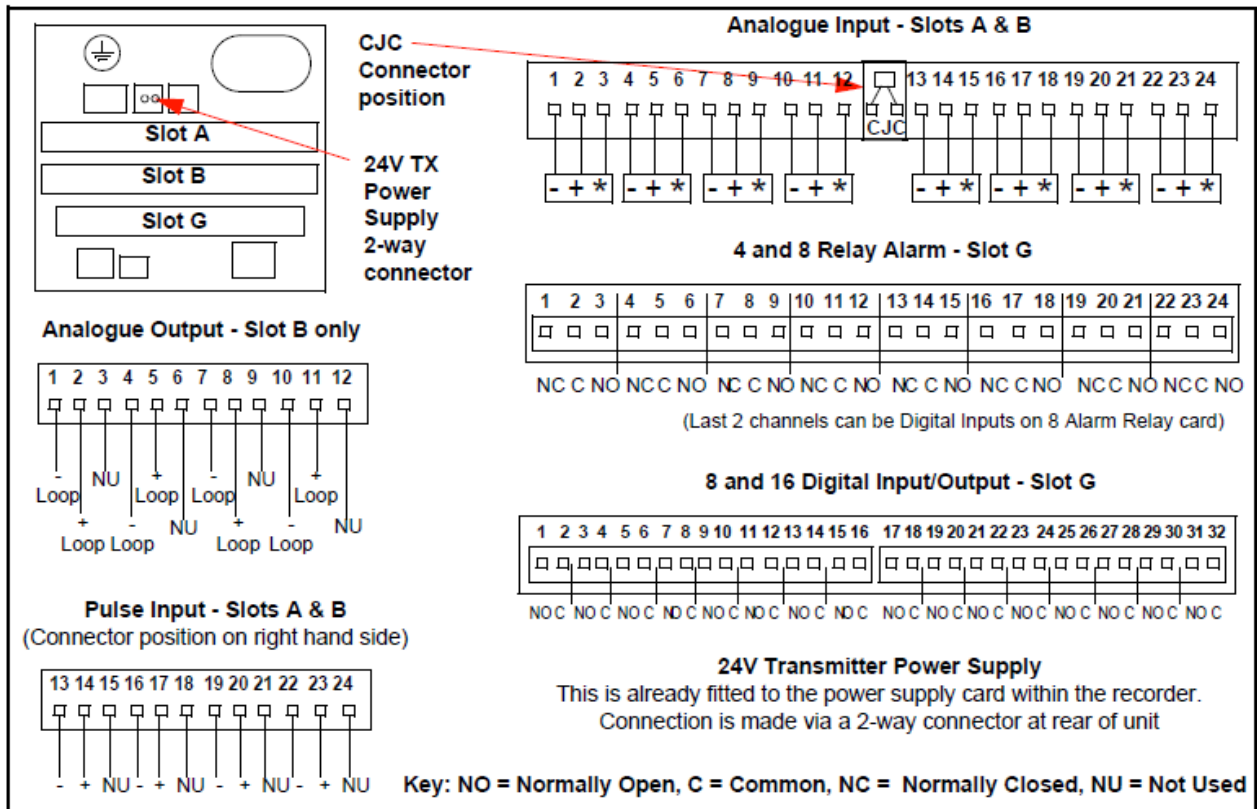 CJC
Connector
position
Slot A
Slot B
Slot G
24V TX
Power
Supply
2-way
connector
Analogue Input - Slots A & B
1 2 3 4 5 6 7 8 9 10 11 12 13 14 15 16 17 18 19 20 21 22 23 24
CJC
- + * - + * - + * - + * - + * - + * - + * - + *
4 and 8 Relay Alarm - Slot G
1 2 3 4 5 6 7 8 9 10 11 12 13 14 15 16 17 18 19 20 21 22 23 24
NC C NO NC C NO NC C NO NC C NO NC C NO NC C NO NC C NO NC C NO
(Last 2 channels can be Digital Inputs on 8 Alarm Relay card)
Analogue Output - Slot B only
1 2 3 4 5 6 7 8 9 10 11 12
- NU + - NU +
Loop Loop Loop Loop
+ - NU + - NU
Loop Loop Loop Loop
8 and 16 Digital Input/Output - Slot G
1 2 3 4 5 6 7 8 9 10 11 12 13 14 15 16 17 18 19 20 21 22 23 24 25 26 27 28 29 30 31 32
NO C NO C NO C NO C NO C NO C NO C NO C NO C NO C NO C NO C NO C NO C NO C NO C
Pulse Input - Slots A & B
(Connector position on right hand side)
13 14 15 16 17 18 19 20 21 22 23 24
- + NU - + NU - + NU - + NU
24V Transmitter Power Supply
This is already fitted to the power supply card within the recorder.
Connection is made via a 2-way connector at rear of unit
Key: NO = Normally Open, C = Common, NC = Normally Closed, NU = Not Used